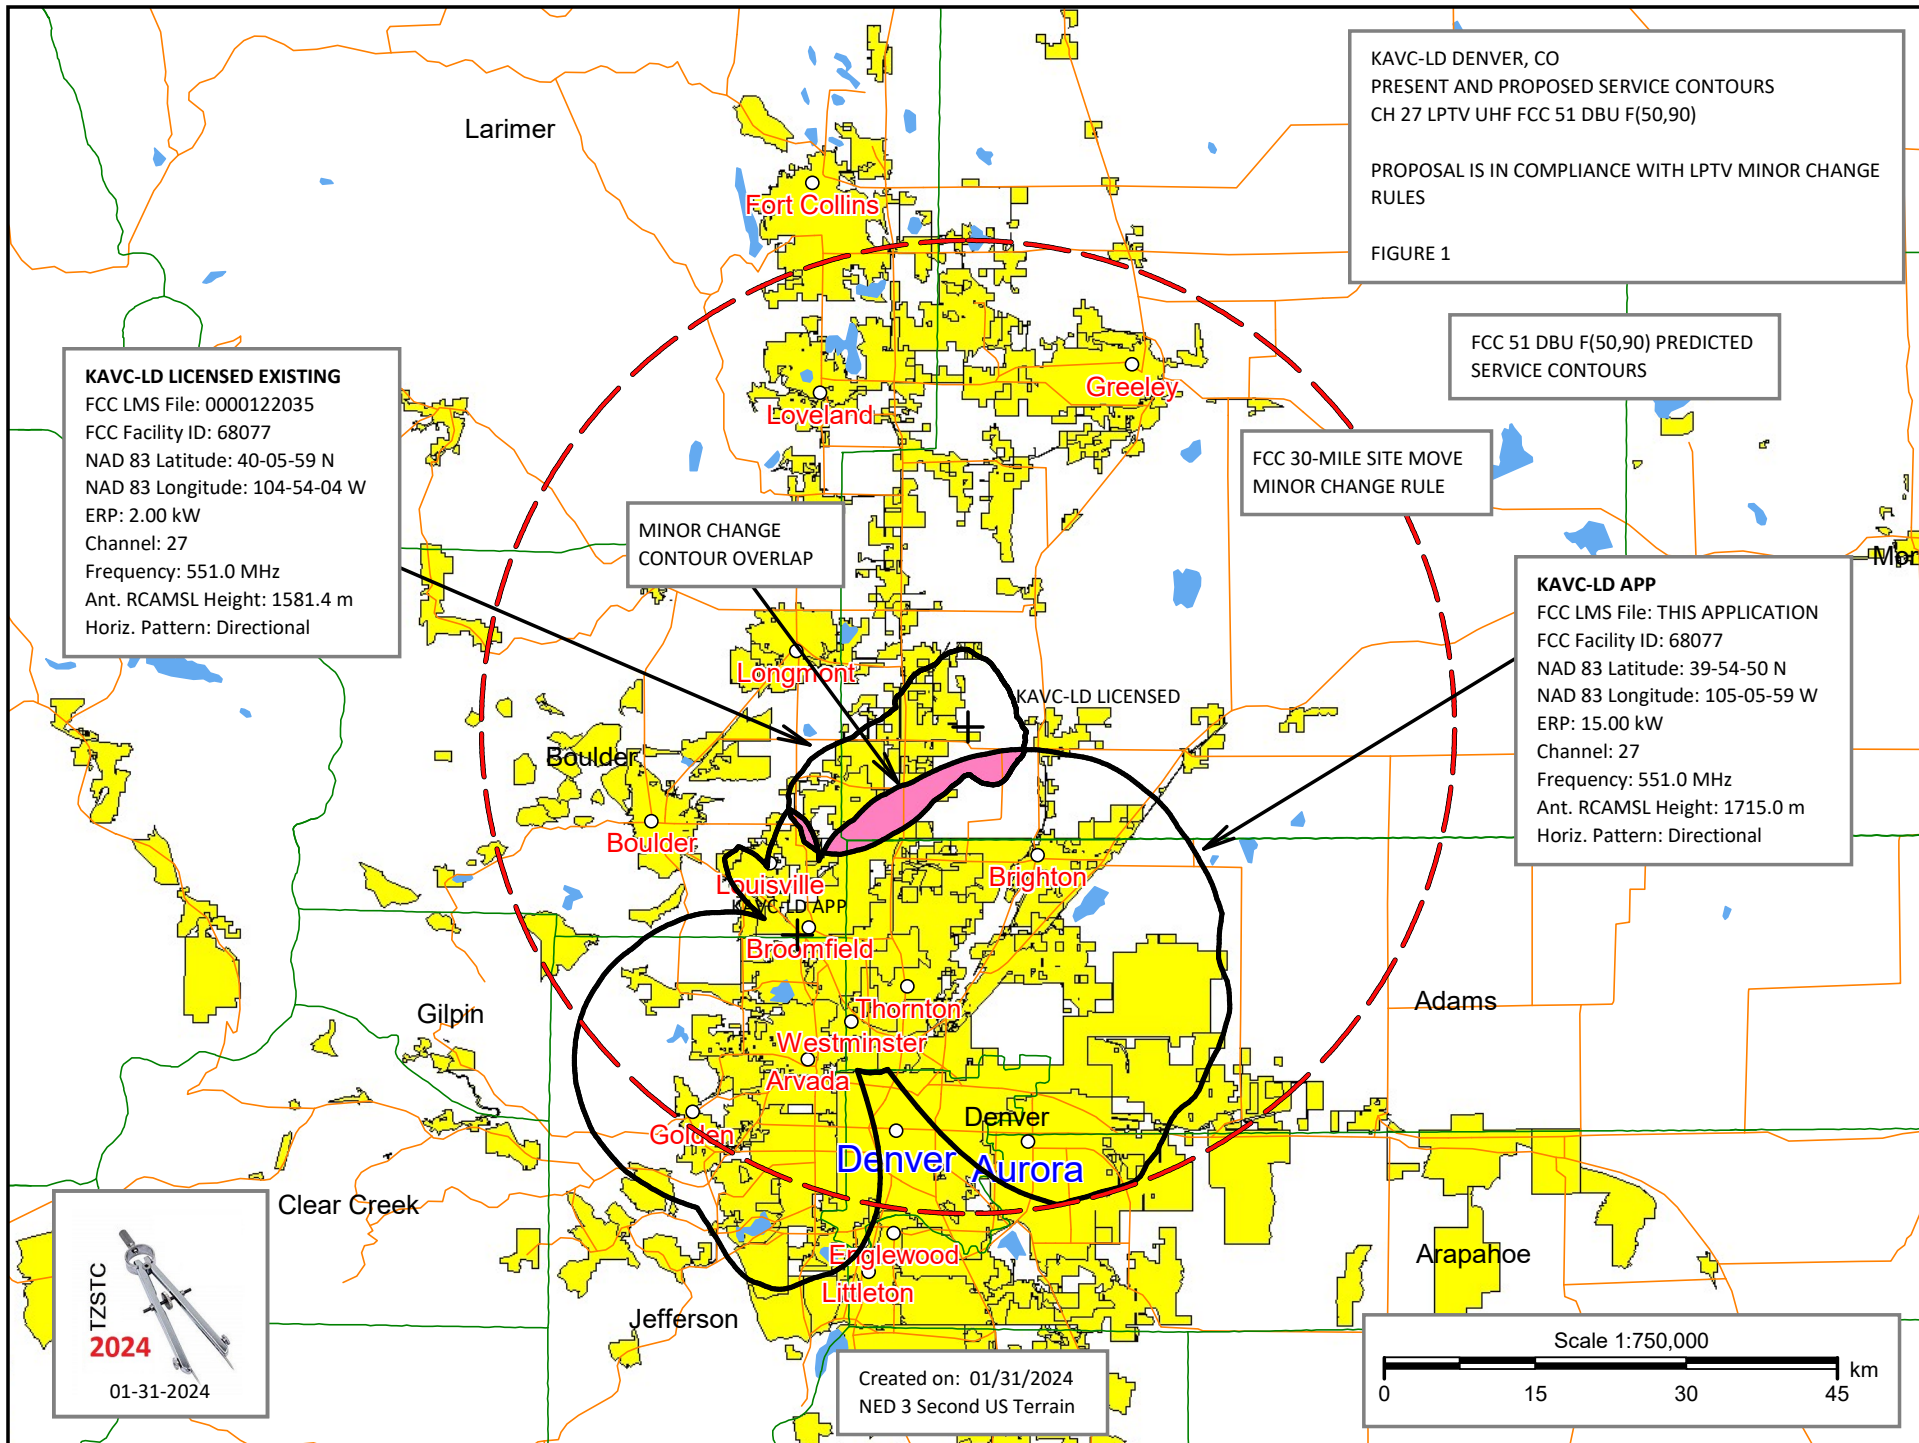 KAVC-LD DENVER, CO
PRESENT AND PROPOSED SERVICE CONTOURS
CH 27 LPTV UHF FCC 51 DBU F(50,90)
PROPOSAL IS IN COMPLIANCE WITH LPTV MINOR CHANGE
RULES
FIGURE 1
Larimer
Fort Collins
FCC 51 DBU F(50,90) PREDICTED
SERVICE CONTOURS
KAVC-LD LICENSED EXISTING
FCC LMS File: 0000122035
FCC Facility ID: 68077
NAD 83 Latitude: 40-05-59 N
NAD 83 Longitude: 104-54-04 W
ERP: 2.00 kW
Channel: 27
Frequency: 551.0 MHz
Ant. RCAMSL Height: 1581.4 m
Horiz. Pattern: Directional
Greeley
Loveland
FCC 30-MILE SITE MOVE
MINOR CHANGE RULE
MINOR CHANGE
CONTOUR OVERLAP
Mor
KAVC-LD APP
FCC LMS File: THIS APPLICATION
FCC Facility ID: 68077
NAD 83 Latitude: 39-54-50 N
NAD 83 Longitude: 105-05-59 W
ERP: 15.00 kW
Channel: 27
Frequency: 551.0 MHz
Ant. RCAMSL Height: 1715.0 m
Horiz. Pattern: Directional
Longmont
KAVC-LD LICENSED
Boulder
Boulder
Louisville
Brighton
KAVC-LD APP
Broomfield
Adams
Gilpin
Thornton
Westminster
Arvada
Denver
Golden
Denver
Aurora
Clear Creek
Englewood
Arapahoe
Littleton
Jefferson
TZSTC
2024
01-31-2024
Created on: 01/31/2024
NED 3 Second US Terrain
Scale 1:750,000
km
0 15 30 45